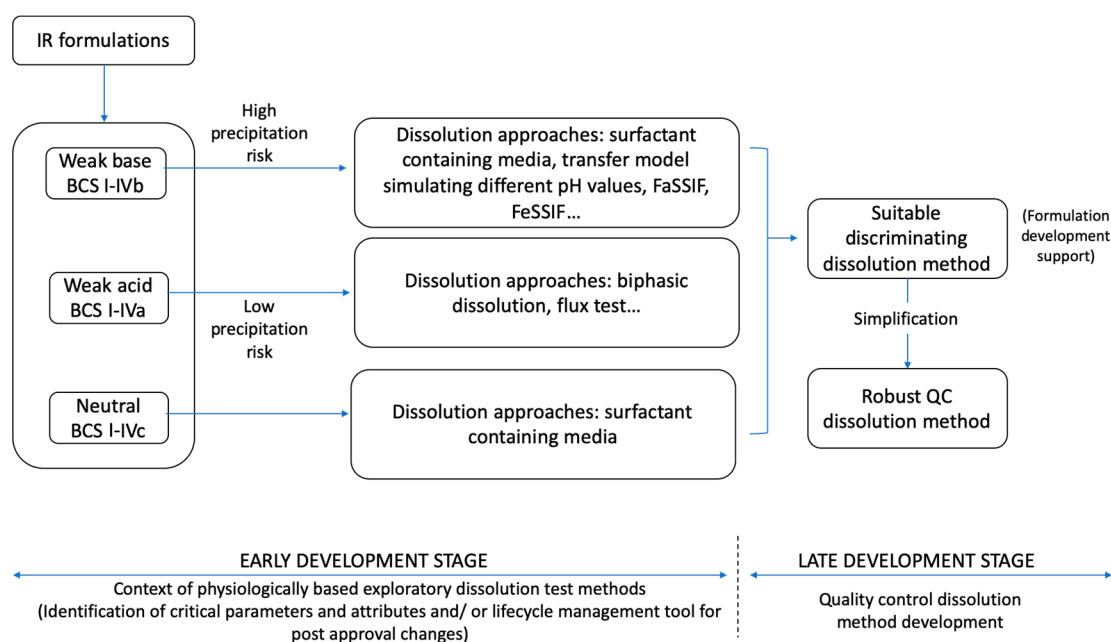 IR formulations
High
precipitation
risk
Weak base
BCS I-IVb
Dissolution approaches: surfactant
containing media, transfer model
simulating different pH values, FaSSIF,
FeSSIF…
Suitable
discriminating
dissolution method
(Formulation
development
support)
Weak acid
BCS I-IVa
Low
precipitation
risk
Dissolution approaches: biphasic
dissolution, flux test…
Simplification
Neutral
BCS I-IVc
Dissolution approaches: surfactant
containing media
Robust QC
dissolution method
EARLY DEVELOPMENT STAGE
Context of physiologically based exploratory dissolution test methods
(Identification of critical parameters and attributes and/ or lifecycle management tool for
post approval changes)
LATE DEVELOPMENT STAGE
Quality control dissolution
method development